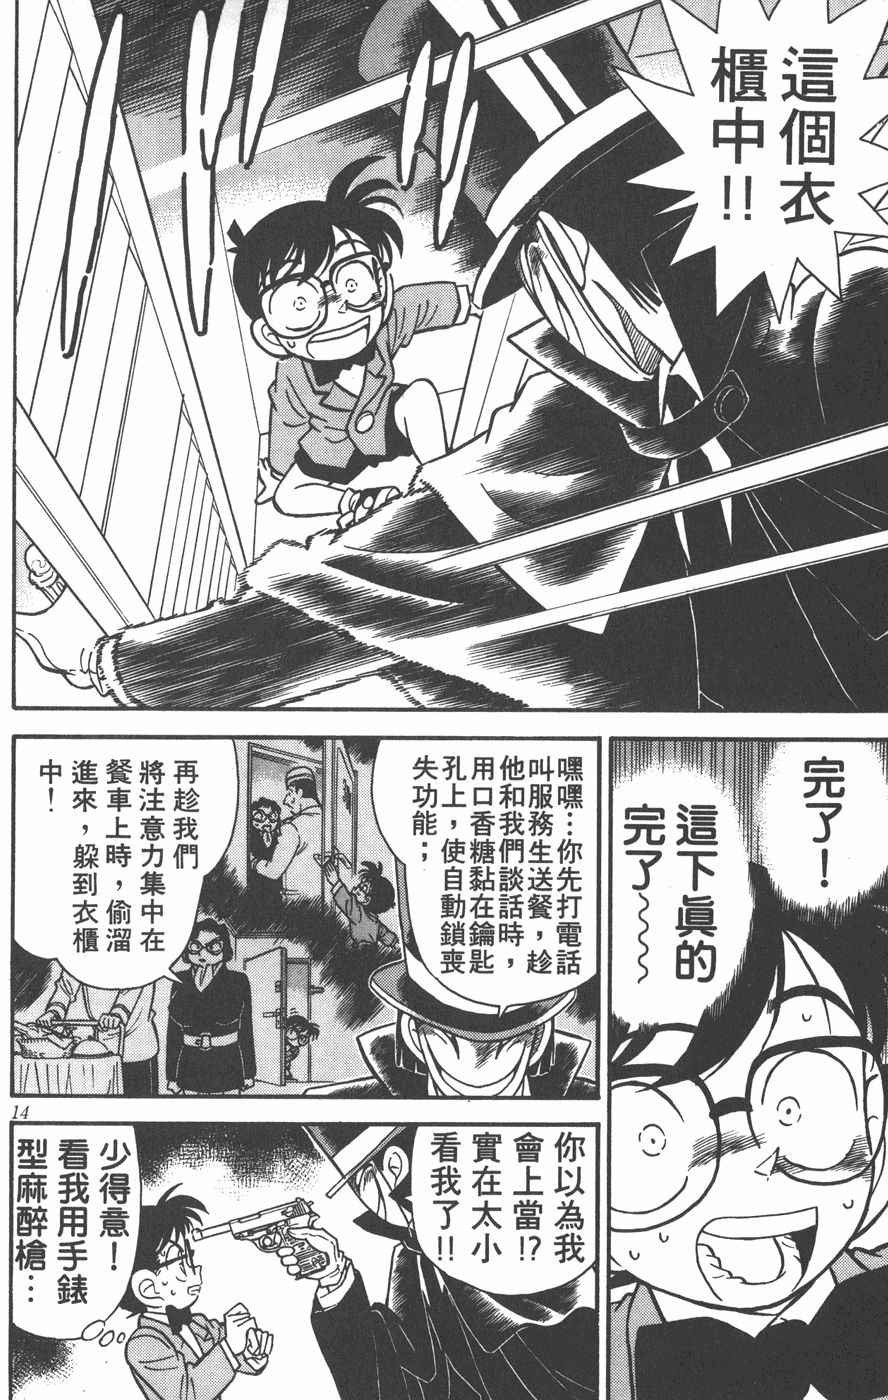 這個衣
櫃中!!
完了!
這下真的
完了~~~
嘿嘿…你先打電話
叫服務生送餐，趁
他和我們談話時，
用口香糖黏在鑰匙
孔上，使自動鎖喪
失功能；
再趁我們
將注意力集中在
餐車上時，偷溜
進來，躲到衣櫃
中!
14
你以為我
會上當!?
實在太小
看我了!!
少得意!
看我用手錶
型麻醉槍…